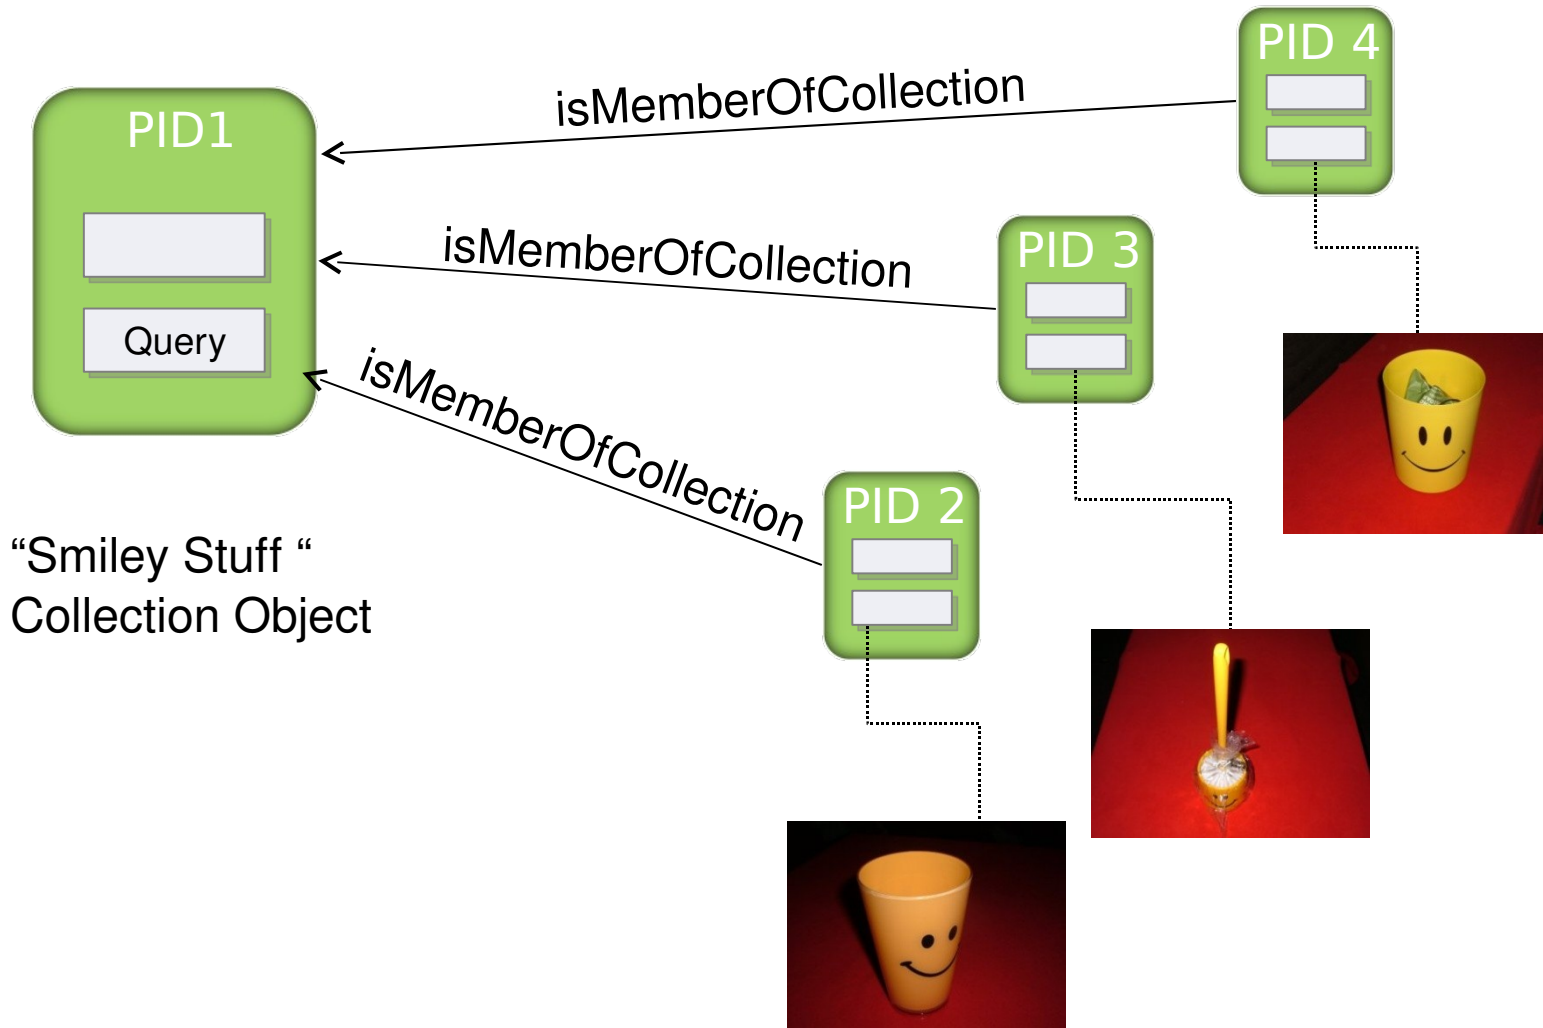 PID 4
isMemberOfCollection
PID1
PID 3
isMemberOfCollection
Query
isMemberOfCollection
PID 2
“Smiley Stuff “
Collection Object